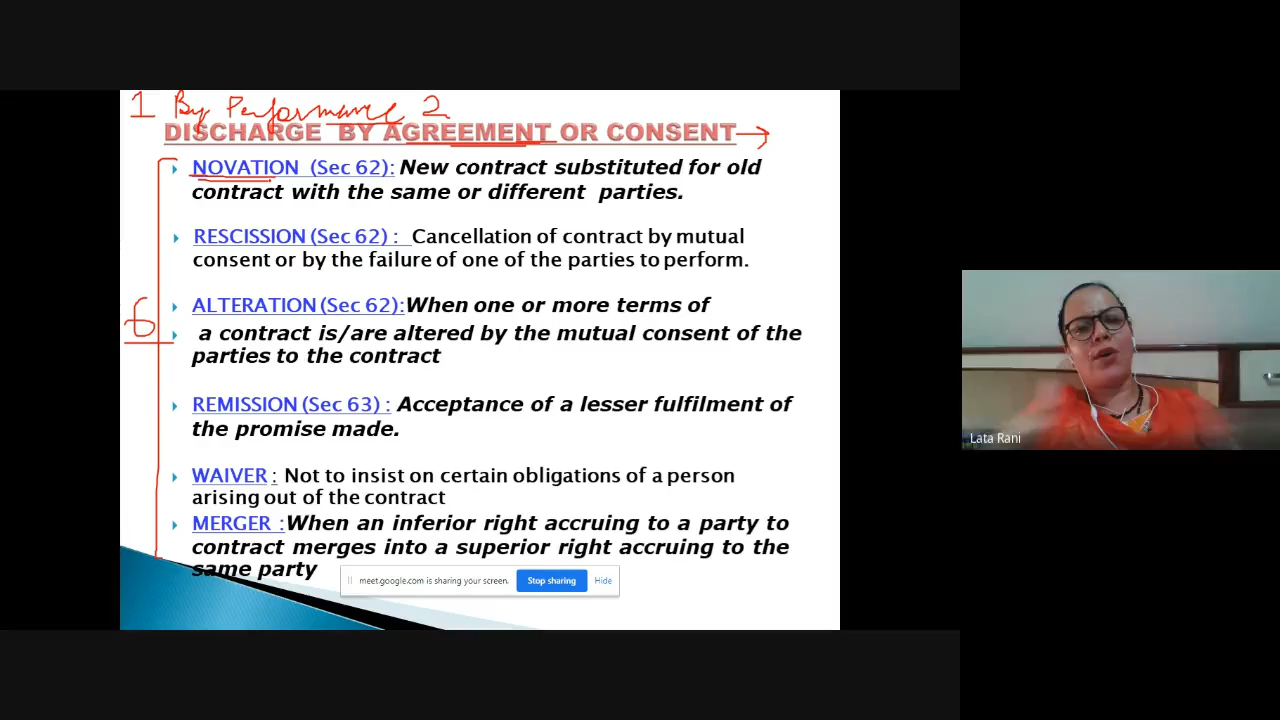 1 By Performance 2
DISCHARGE BY AGREEMENT OR CONSENT
NOVATION (Sec 62): New contract substituted for old
contract with the same or different parties.
RESCISSION (Sec 62) : Cancellation of contract by mutual
consent or by the failure of one of the parties to perform.
6
ALTERATION (Sec 62): When one or more terms of
a contract is/are altered by the mutual consent of the
parties to the contract
REMISSION (Sec 63) : Acceptance of a lesser fulfilment of
the promise made.
WAIVER : Not to insist on certain obligations of a person
arising out of the contract
MERGER : When an inferior right accruing to a party to
contract merges into a superior right accruing to the
same party
meet.google.com is sharing your screen. Stop sharing Hide
Lata Rani